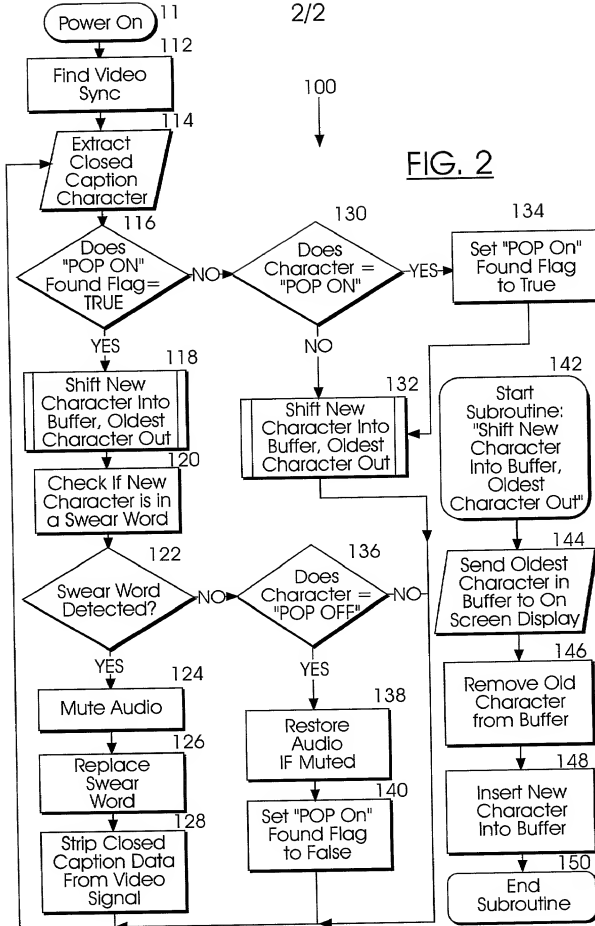 2/2
100
FIG. 2
Power On
11
112
Find Video
Sync
114
Extract
Closed
Caption
Character
116
Does
"POP ON"
Found Flag=
TRUE
NO
YES
130
Does
Character =
"POP ON"
YES
NO
134
Set "POP On"
Found Flag
to True
118
Shift New
Character Into
Buffer, Oldest
Character Out
132
Shift New
Character Into
Buffer, Oldest
Character Out
120
Check If New
Character is in
a Swear Word
122
Swear Word
Detected?
NO
YES
136
Does
Character =
"POP OFF"
NO
YES
124
Mute Audio
126
Replace
Swear
Word
128
Strip Closed
Caption Data
From Video
Signal
138
Restore
Audio
IF Muted
140
Set "POP On"
Found Flag
to False
142
Start
Subroutine:
"Shift New
Character
Into Buffer,
Oldest
Character Out"
144
Send Oldest
Character in
Buffer to On
Screen Display
146
Remove Old
Character
from Buffer
148
Insert New
Character
Into Buffer
150
End
Subroutine